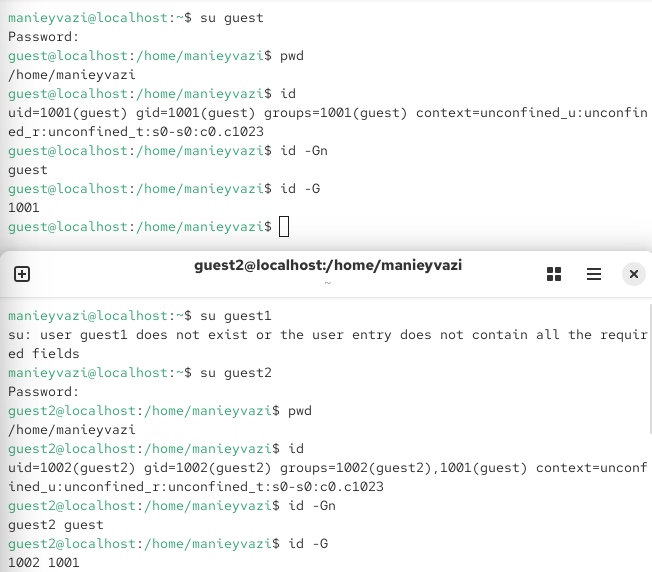 manieyvazi@localhost:~$ su guest
Password:
guest@localhost:/home/manieyvazi$ pwd
/home/manieyvazi
guest@localhost:/home/manieyvazi$ id
uid=1001(guest) gid=1001(guest) groups=1001(guest) context=unconfined_u:unconfin
ed_r:unconfined_t:s0-s0:c0.c1023
guest@localhost:/home/manieyvazi$ id -Gn
guest
guest@localhost:/home/manieyvazi$ id -G
1001
guest@localhost:/home/manieyvazi$
guest2@localhost:/home/manieyvazi
~
manieyvazi@localhost:~$ su guest1
su: user guest1 does not exist or the user entry does not contain all the requir
ed fields
manieyvazi@localhost:~$ su guest2
Password:
guest2@localhost:/home/manieyvazi$ pwd
/home/manieyvazi
guest2@localhost:/home/manieyvazi$ id
uid=1002(guest2) gid=1002(guest2) groups=1002(guest2),1001(guest) context=unconf
ined_u:unconfined_r:unconfined_t:s0-s0:c0.c1023
guest2@localhost:/home/manieyvazi$ id -Gn
guest2 guest
guest2@localhost:/home/manieyvazi$ id -G
1002 1001